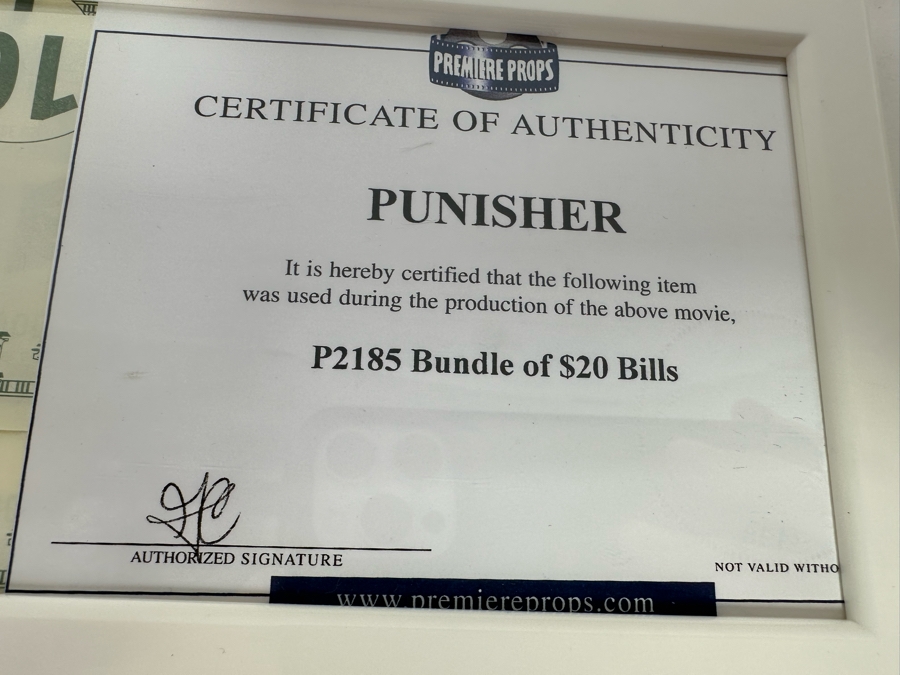 PREMIERE PROPS
CERTIFICATE OF AUTHENTICITY
PUNISHER
It is hereby certified that the following item
was used during the production of the above movie,
P2185 Bundle of $20 Bills
AUTHORIZED SIGNATURE
NOT VALID WITHO
www.premiereprops.com